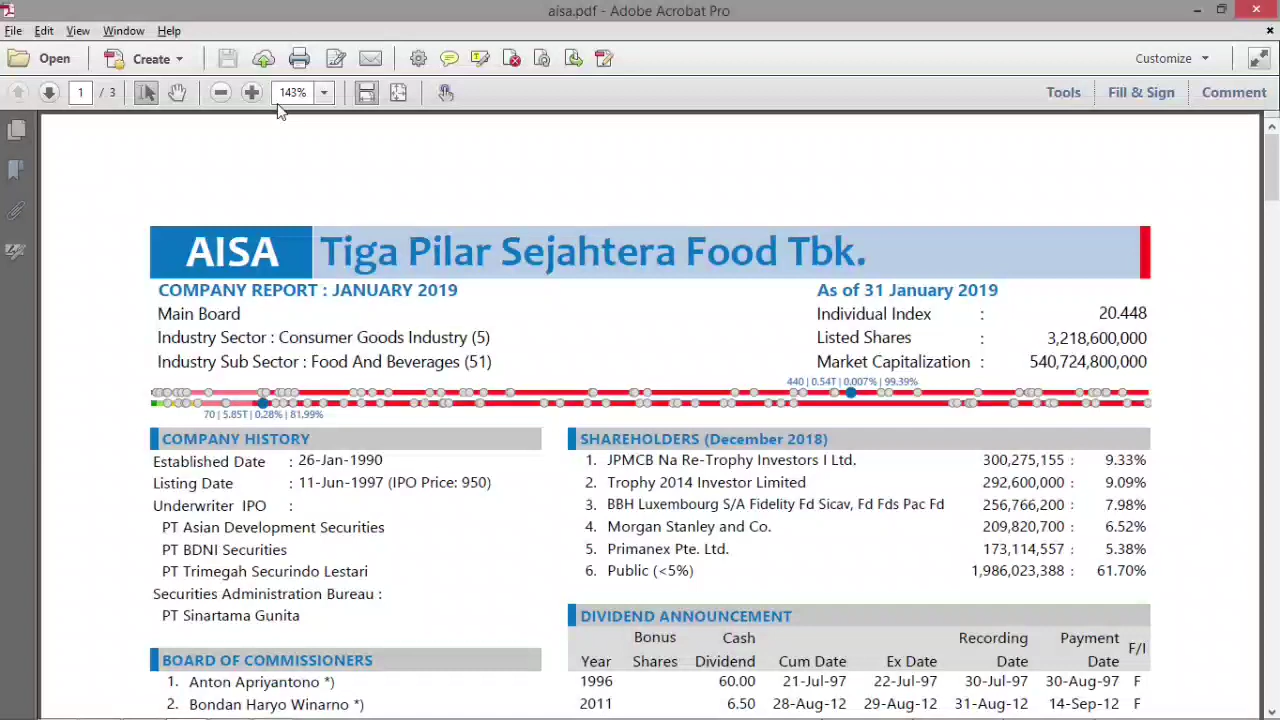 aisa.pdf - Adobe Acrobat Pro
File Edit View Window Help
Open Create Customize
1 / 3 143% Tools Fill & Sign Comment
AISA Tiga Pilar Sejahtera Food Tbk.
COMPANY REPORT : JANUARY 2019 As of 31 January 2019
Main Board Individual Index : 20.448
Industry Sector : Consumer Goods Industry (5) Listed Shares : 3,218,600,000
Industry Sub Sector : Food And Beverages (51) Market Capitalization : 540,724,800,000
440 | 0.54T | 0.007% | 99.39%
70 | 5.85T | 0.28% | 81.99%
COMPANY HISTORY
Established Date : 26-Jan-1990
Listing Date : 11-Jun-1997 (IPO Price: 950)
Underwriter IPO :
PT Asian Development Securities
PT BDNI Securities
PT Trimegah Securindo Lestari
Securities Administration Bureau :
PT Sinartama Gunita
BOARD OF COMMISSIONERS
1. Anton Apriyantono *)
2. Bondan Haryo Winarno *)
SHAREHOLDERS (December 2018)
1. JPMCB Na Re-Trophy Investors I Ltd. 300,275,155 : 9.33%
2. Trophy 2014 Investor Limited 292,600,000 : 9.09%
3. BBH Luxembourg S/A Fidelity Fd Sicav, Fd Fds Pac Fd 256,766,200 : 7.98%
4. Morgan Stanley and Co. 209,820,700 : 6.52%
5. Primanex Pte. Ltd. 173,114,557 : 5.38%
6. Public (<5%) 1,986,023,388 : 61.70%
DIVIDEND ANNOUNCEMENT
Bonus Cash Recording Payment
Year Shares Dividend Cum Date Ex Date Date Date F/I
1996 60.00 21-Jul-97 22-Jul-97 30-Jul-97 30-Aug-97 F
2011 6.50 28-Aug-12 29-Aug-12 31-Aug-12 14-Sep-12 F